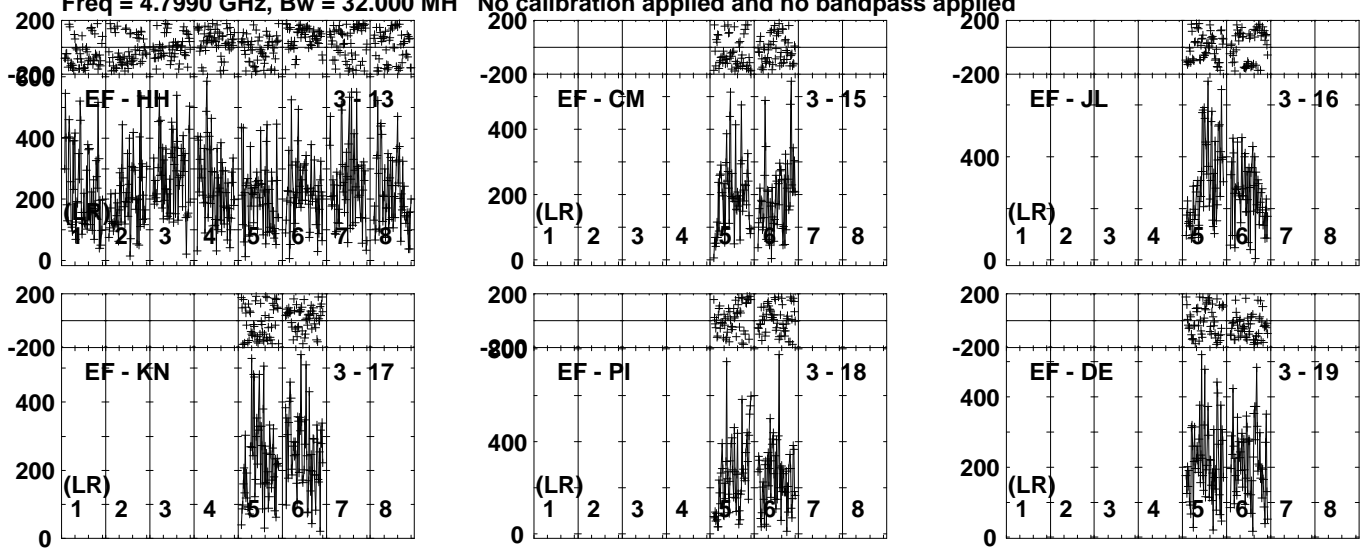 Freq = 4.7990 GHz, Bw = 32.000 MH No calibration applied and no bandpass applied
200 200 200
-200 -200 -200
EF - HH 3 - 13 EF - CM 3 - 15 EF - JL 3 - 16
400 400 400
200 200
(LR) (LR) (LR)
1 2 3 4 5 6 7 8 1 2 3 4 5 6 7 8 1 2 3 4 5 6 7 8
0 0 0
200 200 200
-200 -200
EF - KN 3 - 17 EF - PI 3 - 18 EF - DE 3 - 19
400 400 400
200 200
(LR) (LR) (LR)
1 2 3 4 5 6 7 8 1 2 3 4 5 6 7 8 1 2 3 4 5 6 7 8
0 0 0